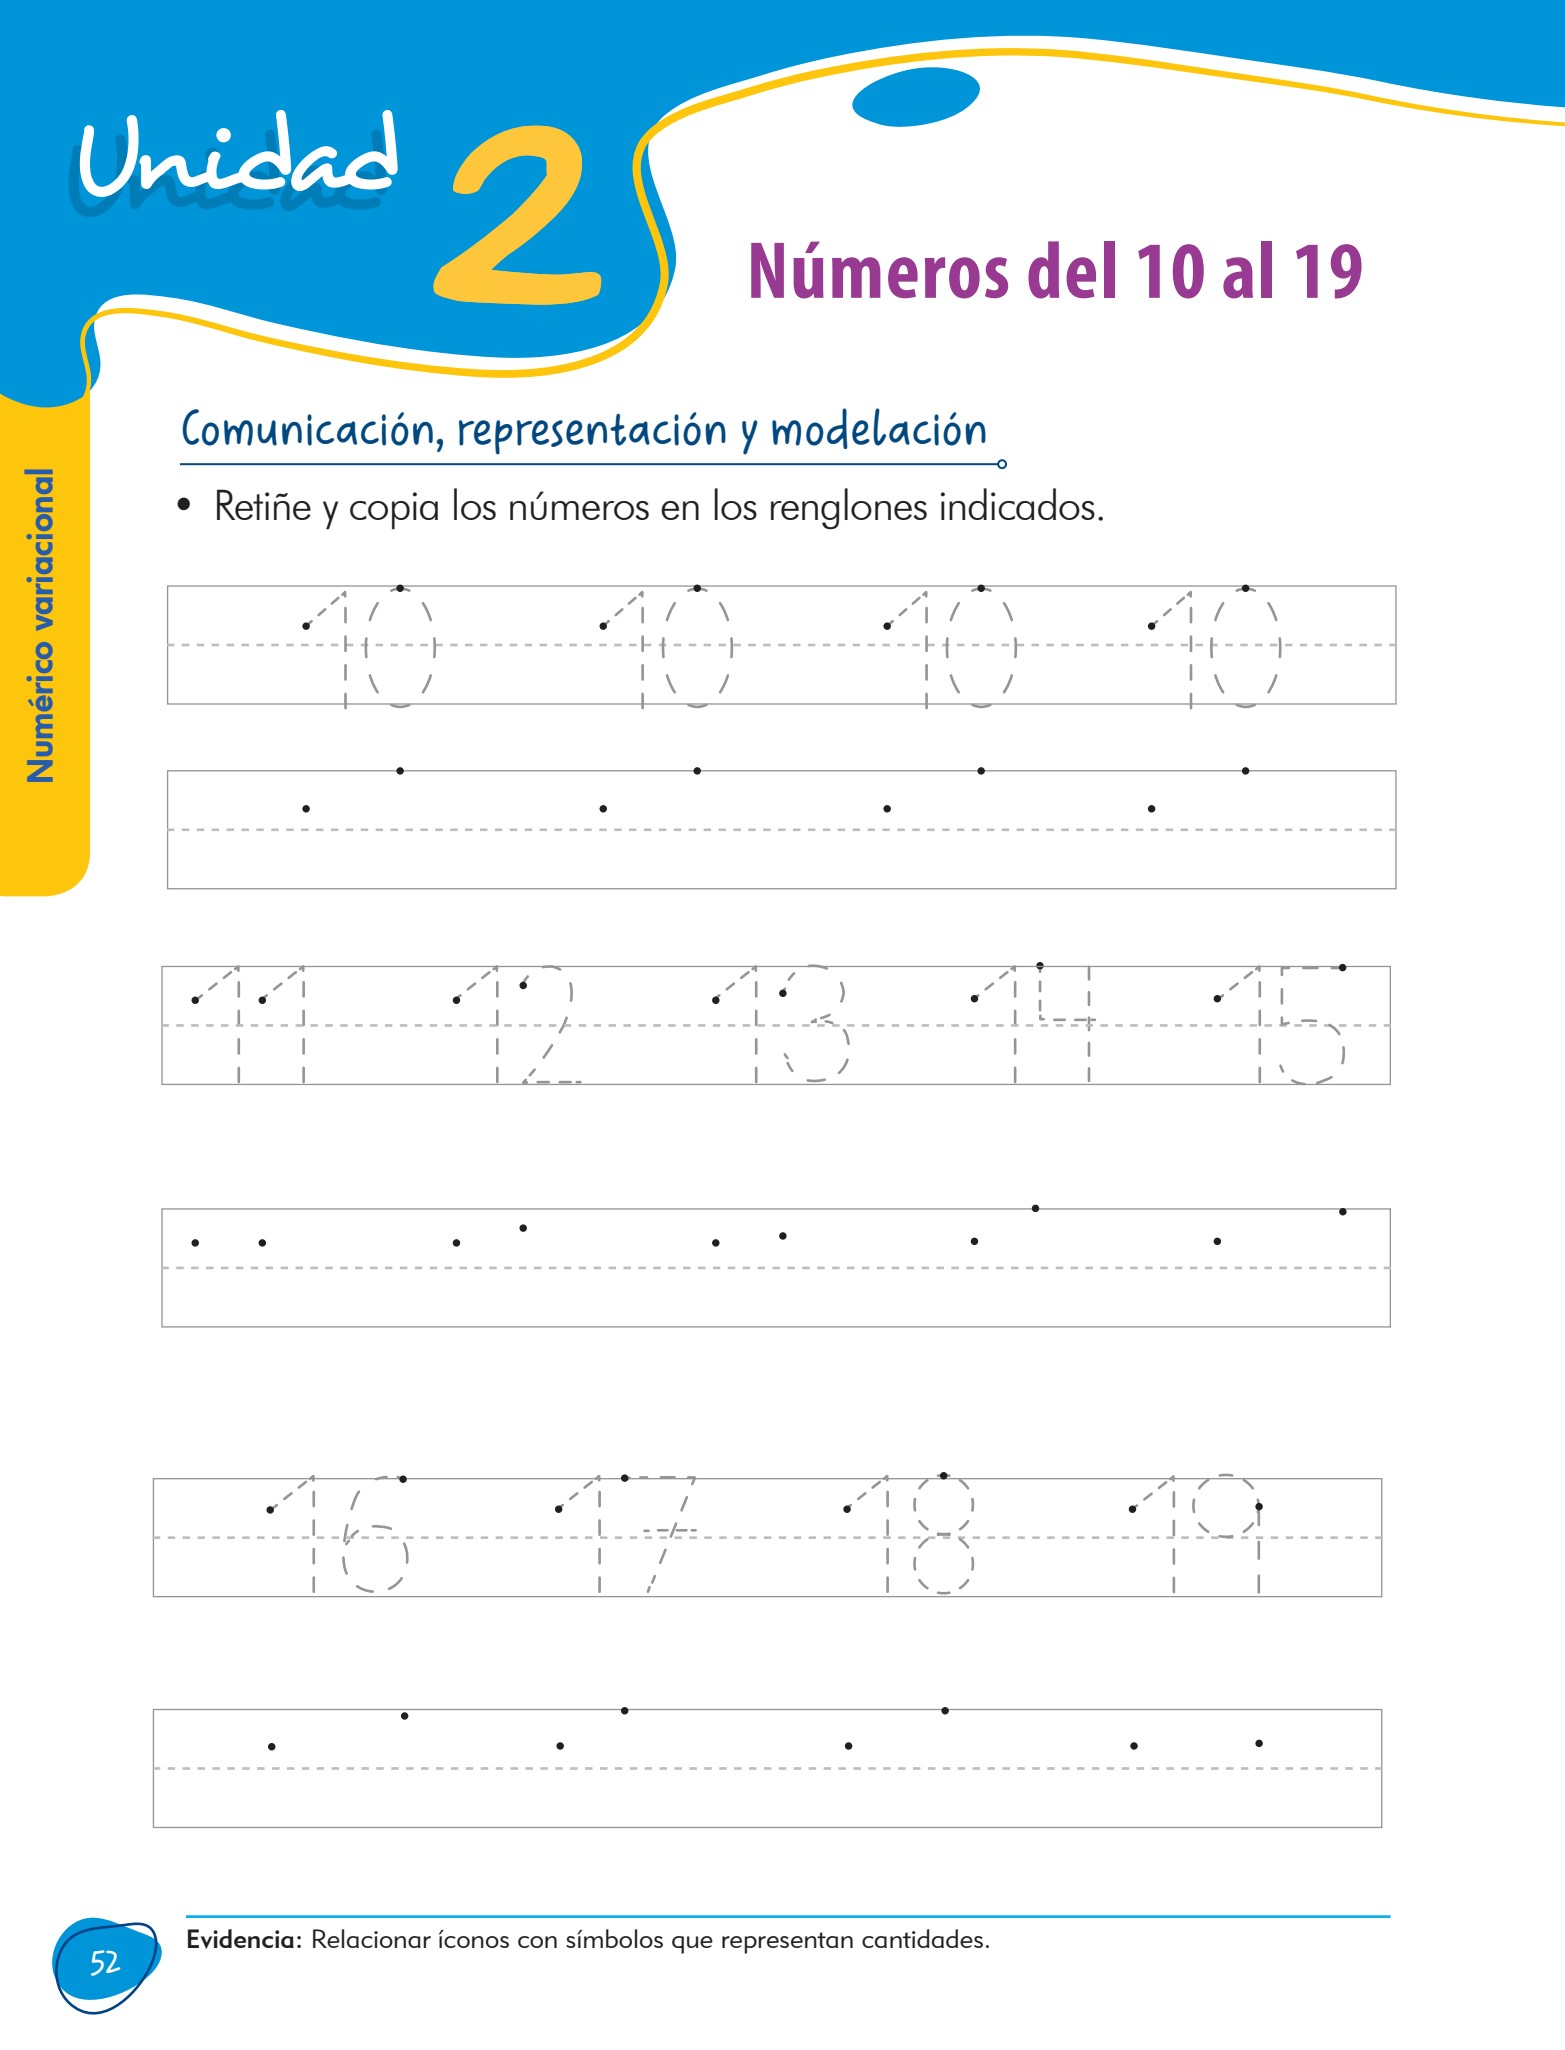 Unidad 2
Números del 10 al 19
Numérico variacional
Comunicación, representación y modelación
• Retiñe y copia los números en los renglones indicados.
10 10 10 10
11 12 13 14 15
16 17 18 19
Evidencia: Relacionar íconos con símbolos que representan cantidades.
52